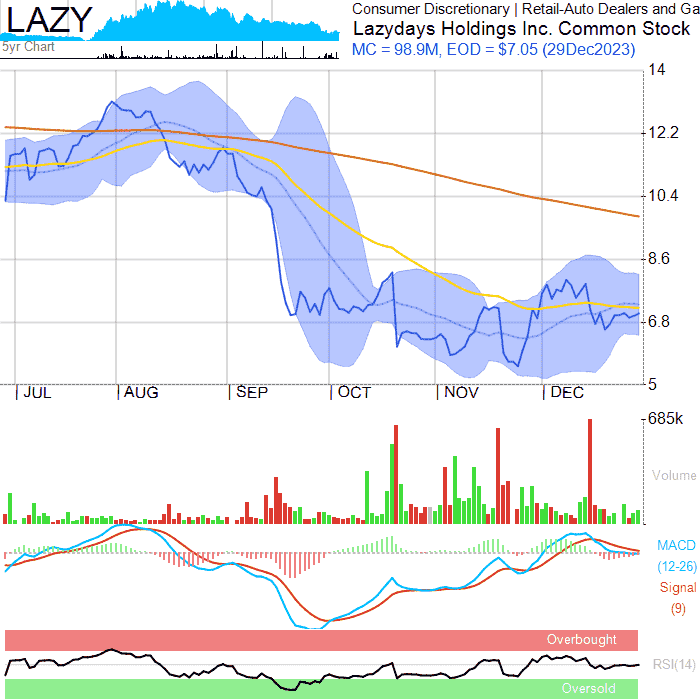 LAZY
5yr Chart
Consumer Discretionary | Retail-Auto Dealers and Ga
Lazydays Holdings Inc. Common Stock
MC = 98.9M, EOD = $7.05 (29Dec2023)
14
12.2
10.4
8.6
6.8
5
| JUL | AUG | SEP | OCT | NOV | DEC
685k
Volume
MACD
(12-26)
Signal
(9)
Overbought
RSI(14)
Oversold